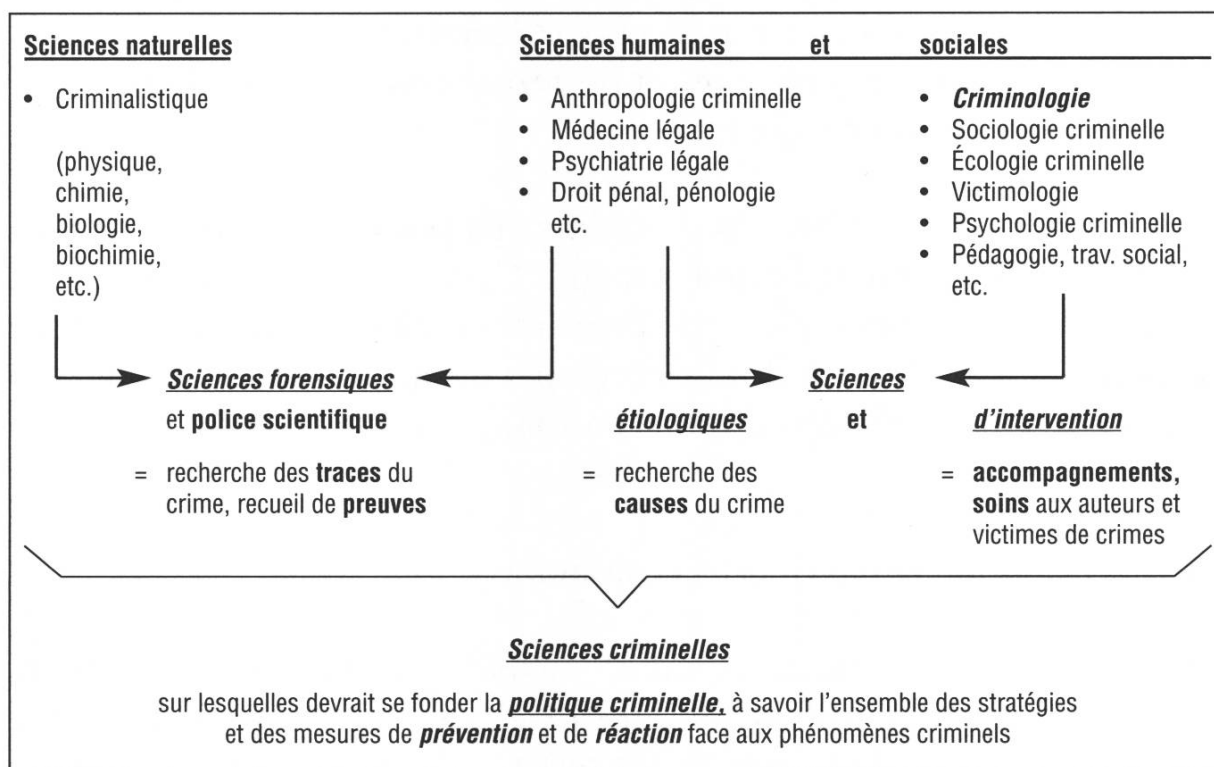 Sciences naturelles
• Criminalistique
(physique,
chimie,
biologie,
biochimie,
etc.)
Sciences humaines et sociales
• Anthropologie criminelle
• Médecine légale
• Psychiatrie légale
• Droit pénal, pénologie
etc.
• Criminologie
• Sociologie criminelle
• Écologie criminelle
• Victimologie
• Psychologie criminelle
• Pédagogie, trav. social,
etc.
Sciences forensiques
et police scientifique
= recherche des traces du
crime, recueil de preuves
Sciences
étiologiques et d'intervention
= recherche des
causes du crime
= accompagnements,
soins aux auteurs et
victimes de crimes
Sciences criminelles
sur lesquelles devrait se fonder la politique criminelle, à savoir l'ensemble des stratégies
et des mesures de prévention et de réaction face aux phénomènes criminels